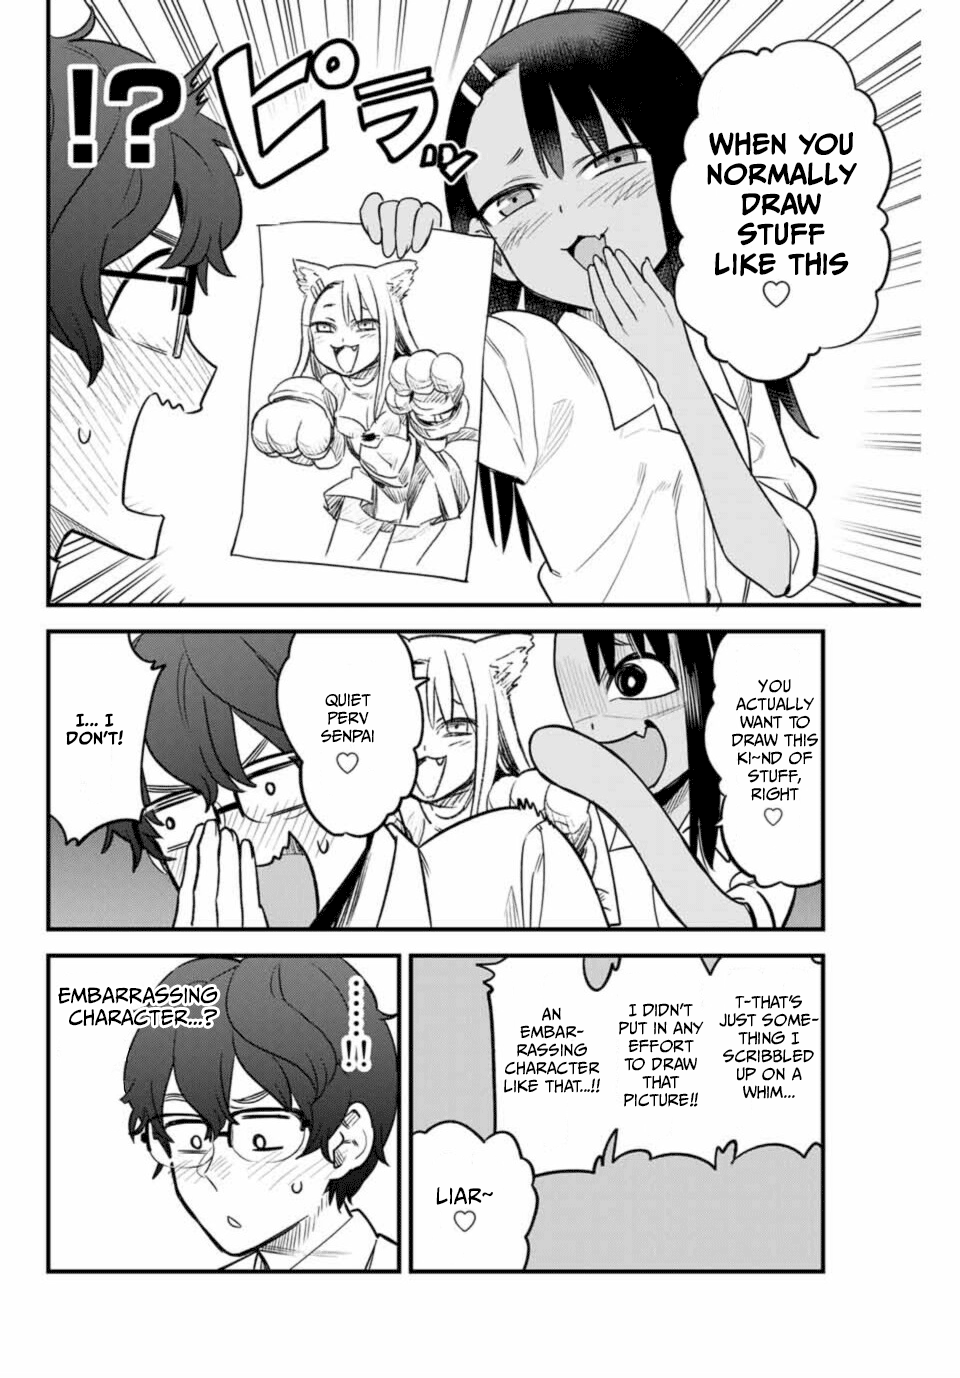 WHEN YOU
NORMALLY
DRAW
STUFF
LIKE THIS
♡
ピラッ
!?
YOU
ACTUALLY
WANT TO
DRAW THIS
KI~ND OF
STUFF,
RIGHT
♡
QUIET
PERV
SENPAI
♡
I... I
DON'T!
T-THAT'S
JUST SOME-
THING I
SCRIBBLED
UP ON A
WHIM...
I DIDN'T
PUT IN ANY
EFFORT
TO DRAW
THAT
PICTURE!!
AN
EMBAR-
RASSING
CHARACTER
LIKE THAT...!!
LIAR~
♡
.........!!
EMBARRASSING
CHARACTER...?